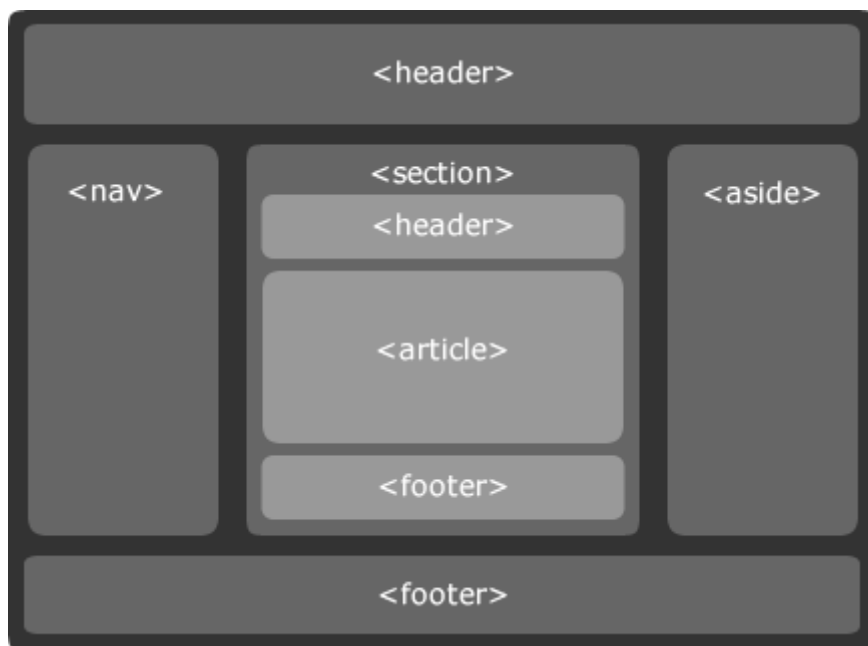 <header>
<nav>
<section>
<aside>
<header>
<article>
<footer>
<footer>